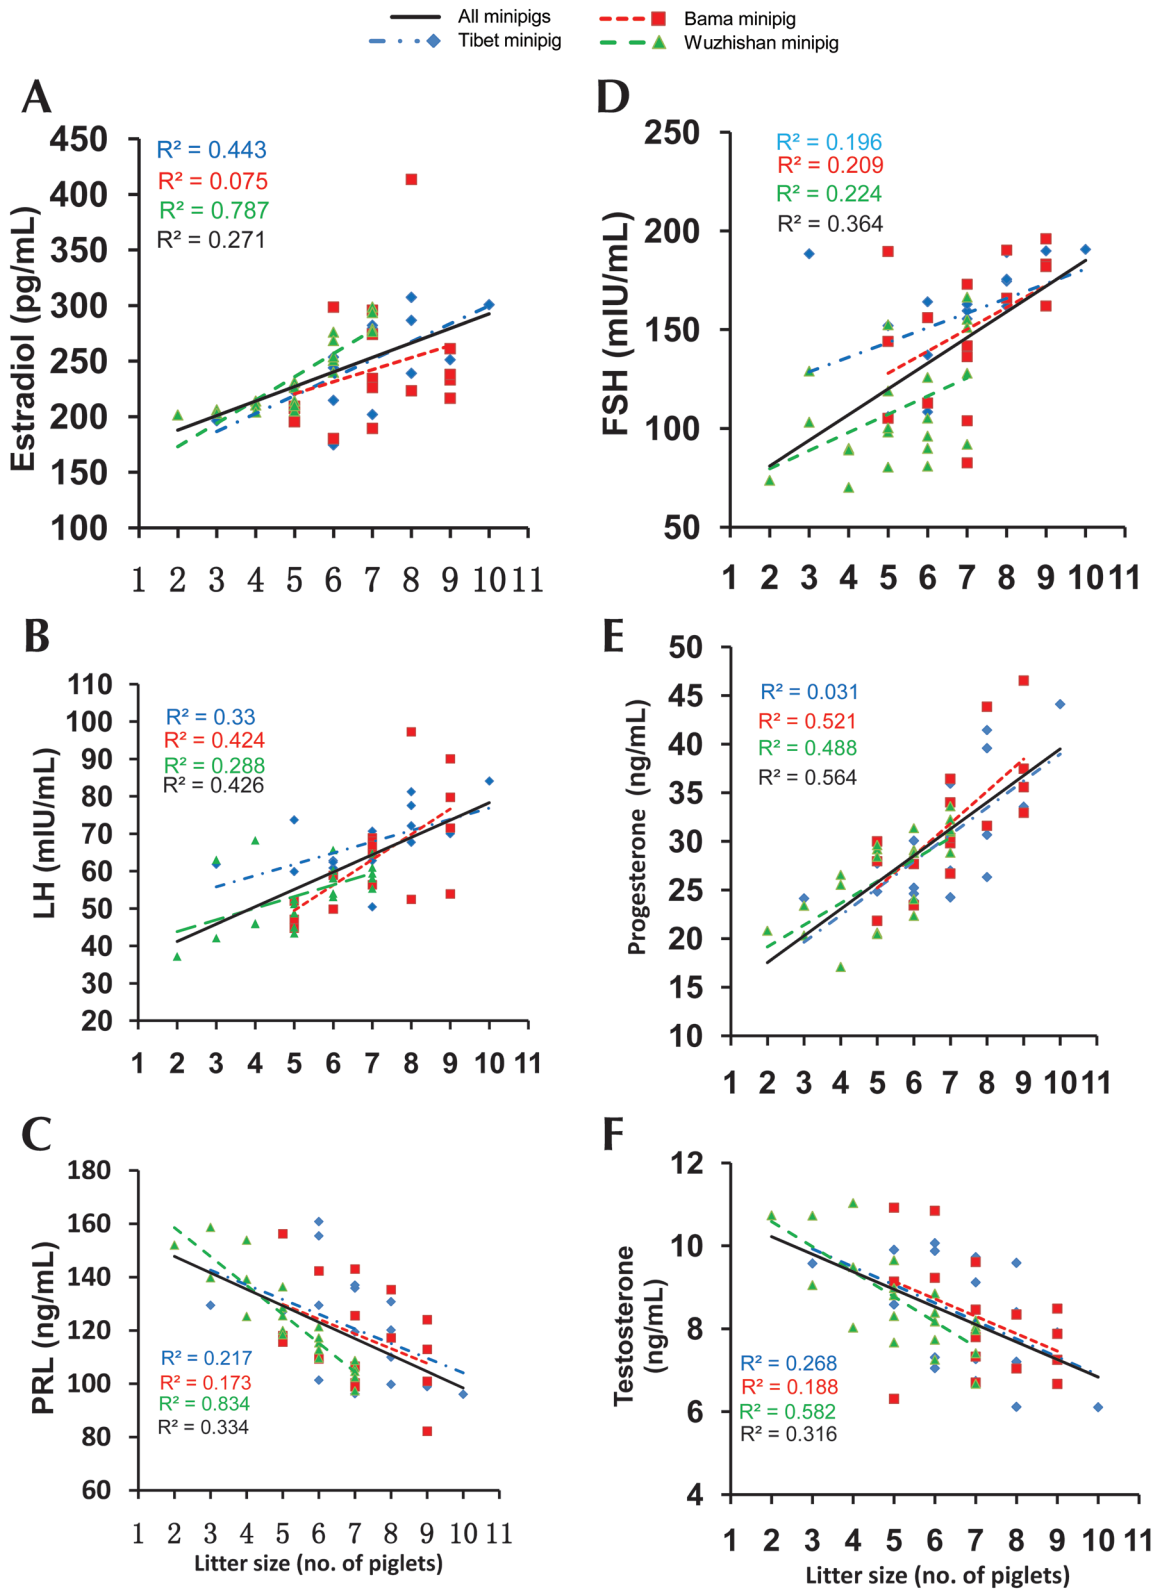 All minipigs
Bama minipig
Tibet minipig
Wuzhishan minipig
A
Estradiol (pg/mL)
450
400
350
300
250
200
150
100
R² = 0.443
R² = 0.075
R² = 0.787
R² = 0.271
1 2 3 4 5 6 7 8 9 10 11
D
FSH (mIU/mL)
250
200
150
100
50
R² = 0.196
R² = 0.209
R² = 0.224
R² = 0.364
1 2 3 4 5 6 7 8 9 10 11
B
LH (mIU/mL)
110
100
90
80
70
60
50
40
30
20
R² = 0.33
R² = 0.424
R² = 0.288
R² = 0.426
1 2 3 4 5 6 7 8 9 10 11
E
Progesterone (ng/mL)
50
45
40
35
30
25
20
15
10
R² = 0.031
R² = 0.521
R² = 0.488
R² = 0.564
1 2 3 4 5 6 7 8 9 10 11
C
PRL (ng/mL)
180
160
140
120
100
80
60
R² = 0.217
R² = 0.173
R² = 0.834
R² = 0.334
1 2 3 4 5 6 7 8 9 10 11
Litter size (no. of piglets)
F
Testosterone
(ng/mL)
12
10
8
6
4
R² = 0.268
R² = 0.188
R² = 0.582
R² = 0.316
1 2 3 4 5 6 7 8 9 10 11
Litter size (no. of piglets)